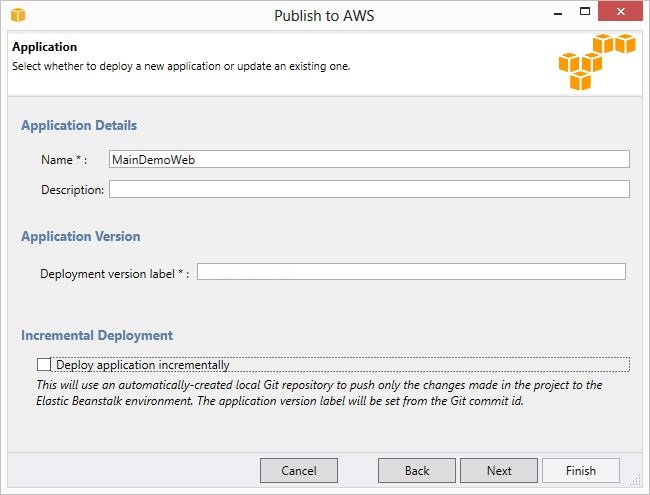 Publish to AWS
Application
Select whether to deploy a new application or update an existing one.
Application Details
Name * : MainDemoWeb
Description:
Application Version
Deployment version label * :
Incremental Deployment
Deploy application incrementally
This will use an automatically-created local Git repository to push only the changes made in the project to the
Elastic Beanstalk environment. The application version label will be set from the Git commit id.
Cancel Back Next Finish